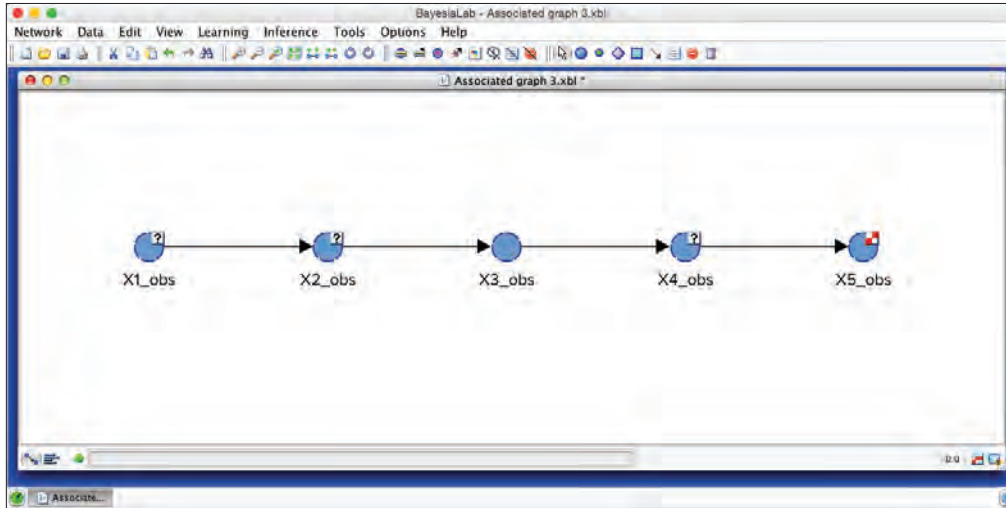 BayesiaLab - Associated graph 3.xbl
Network Data Edit View Learning Inference Tools Options Help
Associated graph 3.xbl *
? ? ?
X1_obs X2_obs X3_obs X4_obs X5_obs
Associate...